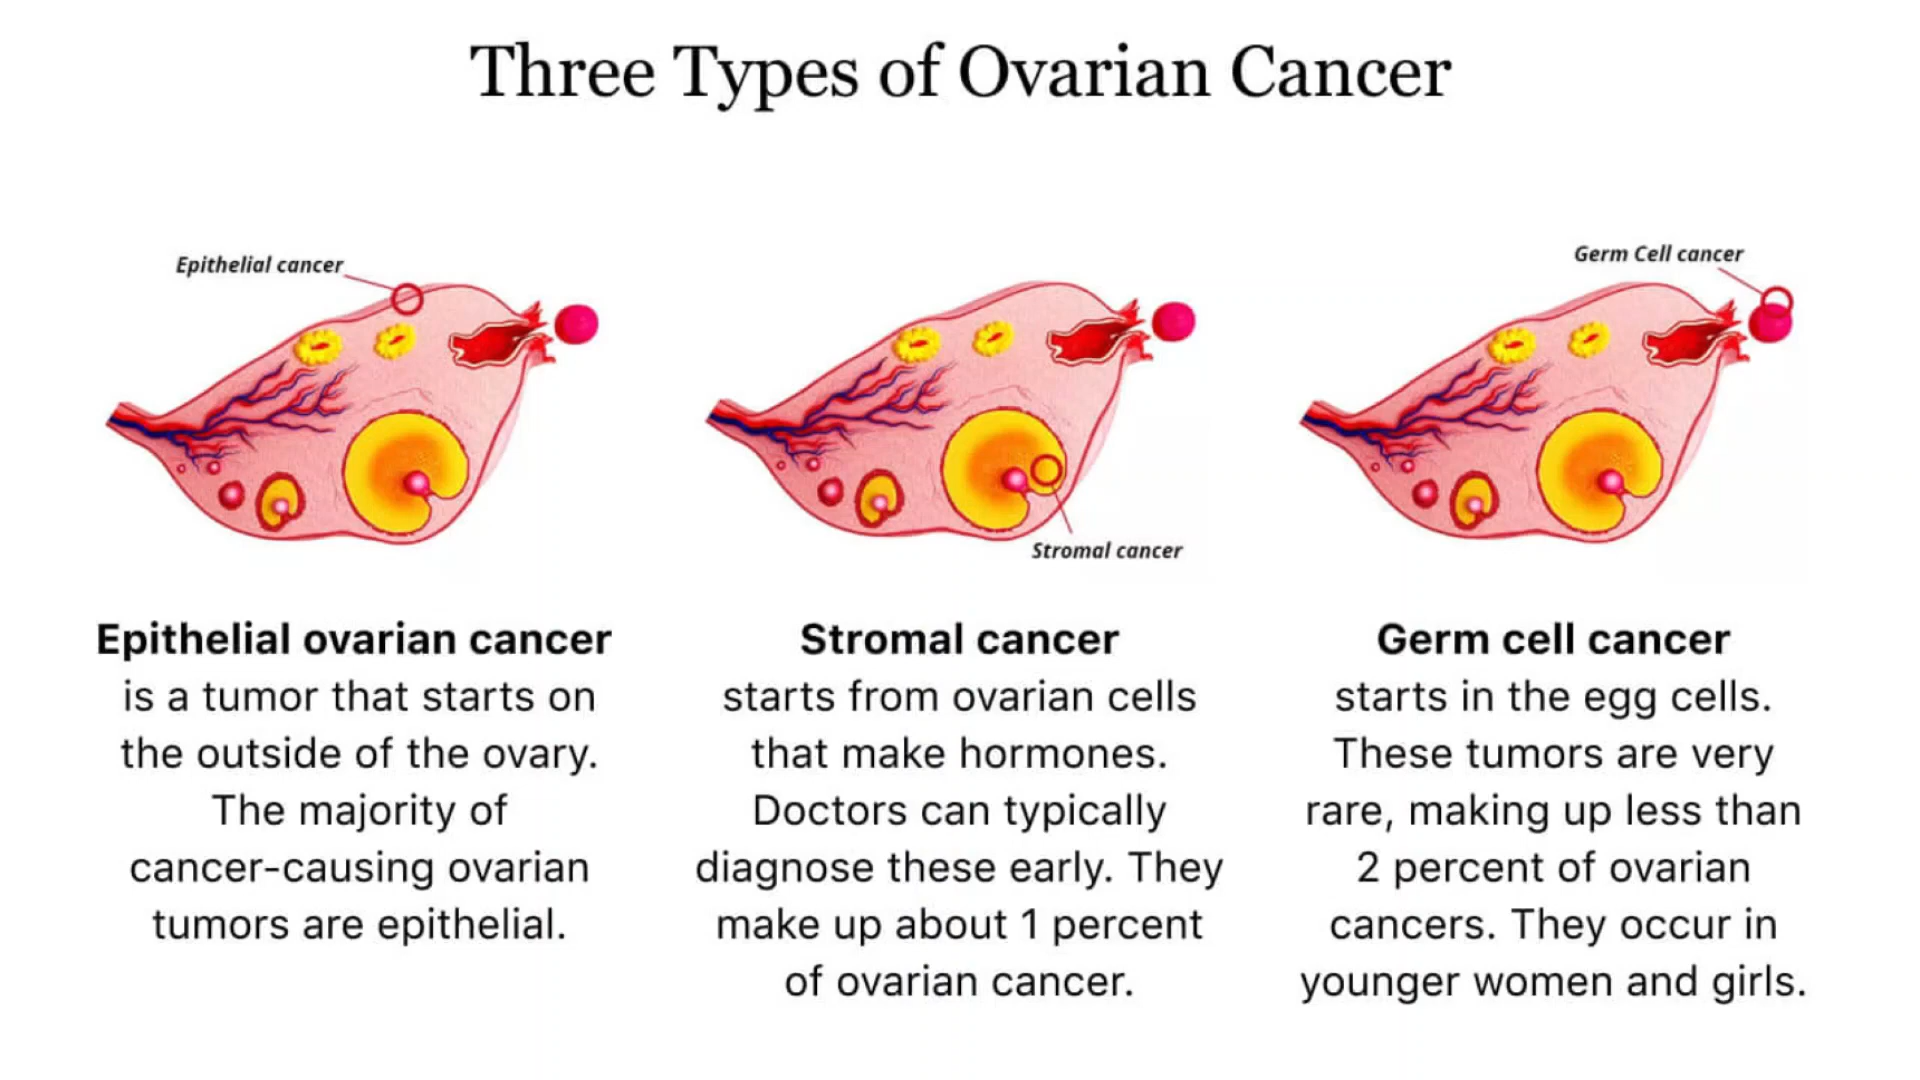 Three Types of Ovarian Cancer
Epithelial cancer
Stromal cancer
Germ Cell cancer
Epithelial ovarian cancer
is a tumor that starts on
the outside of the ovary.
The majority of
cancer-causing ovarian
tumors are epithelial.
Stromal cancer
starts from ovarian cells
that make hormones.
Doctors can typically
diagnose these early. They
make up about 1 percent
of ovarian cancer.
Germ cell cancer
starts in the egg cells.
These tumors are very
rare, making up less than
2 percent of ovarian
cancers. They occur in
younger women and girls.